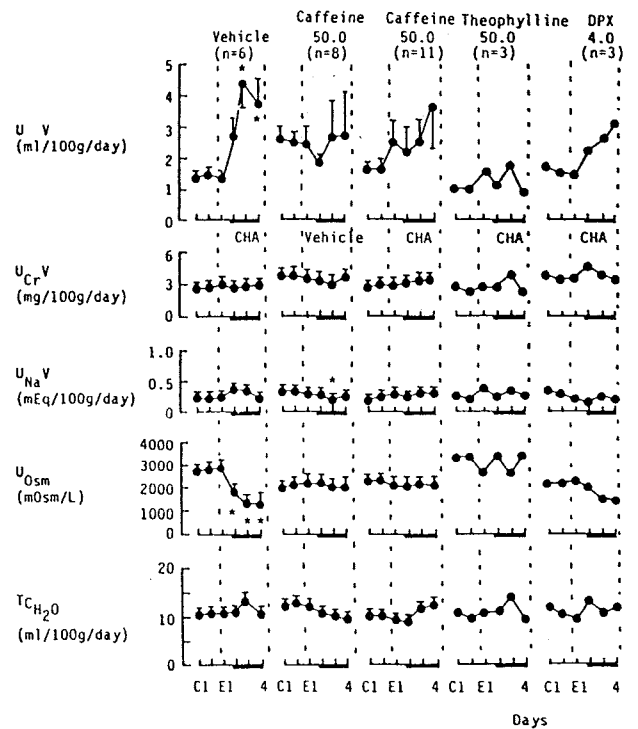 Caffeine Caffeine Theophylline DPX
Vehicle 50.0 50.0 50.0 4.0
(n=6) (n=8) (n=11) (n=3) (n=3)
*
5
4
*
3
U V
(ml/100g/day)
2
1
0
CHA Vehicle CHA CHA CHA
6
UCrV
3
(mg/100g/day)
0
1.0
UNaV
*
0.5
(mEq/100g/day)
0
4000
UOsm
3000
(mOsm/L)
2000
1000
* * *
0
20
TCH2O
10
(ml/100g/day)
0
C1 E1 4 C1 E1 4 C1 E1 4 C1 E1 4 C1 E1 4
Days